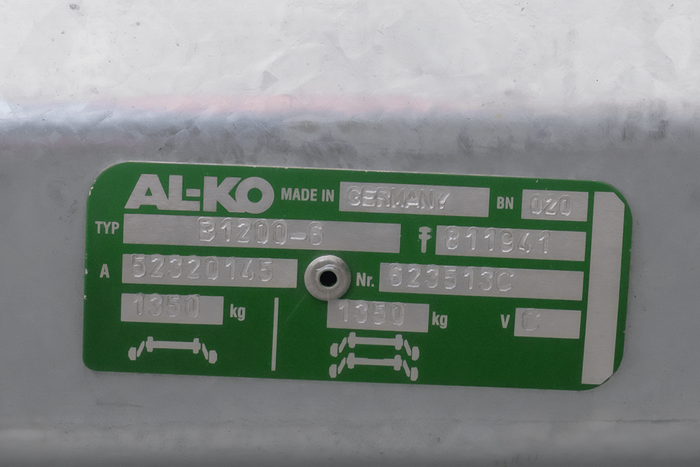 AL-KO MADE IN GERMANY BN 020
TYP B1200-6 811941
A 52320145 Nr. 623513C
1350 kg 1350 kg V C